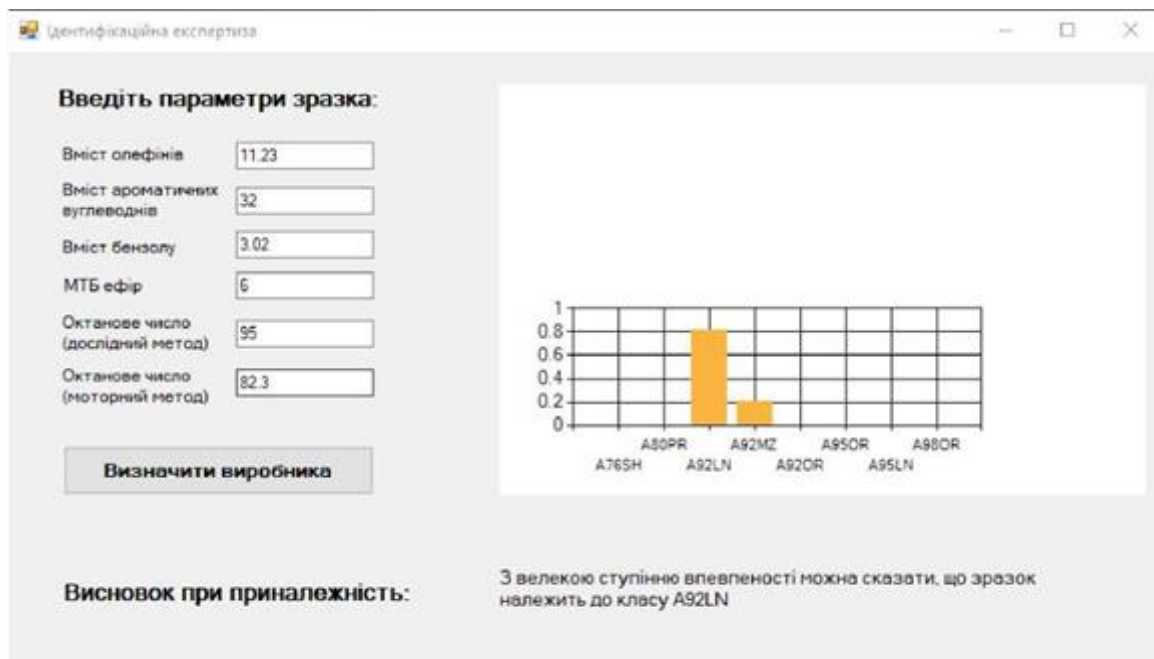 Ідентифікаційна експертиза
Введіть параметри зразка:
Вміст олефінів
11.23
Вміст ароматичних
вуглеводнів
32
Вміст бензолу
3.02
МТБ ефір
6
Октанове число
(дослідний метод)
95
Октанове число
(моторний метод)
82.3
Визначити виробника
1
0.8
0.6
0.4
0.2
0
A80PR A92MZ A95OR A98OR
A76SH A92LN A92OR A95LN
Висновок при приналежність:
З велекою ступінню впевпеності можна сказати, що зразок
належить до класу A92LN